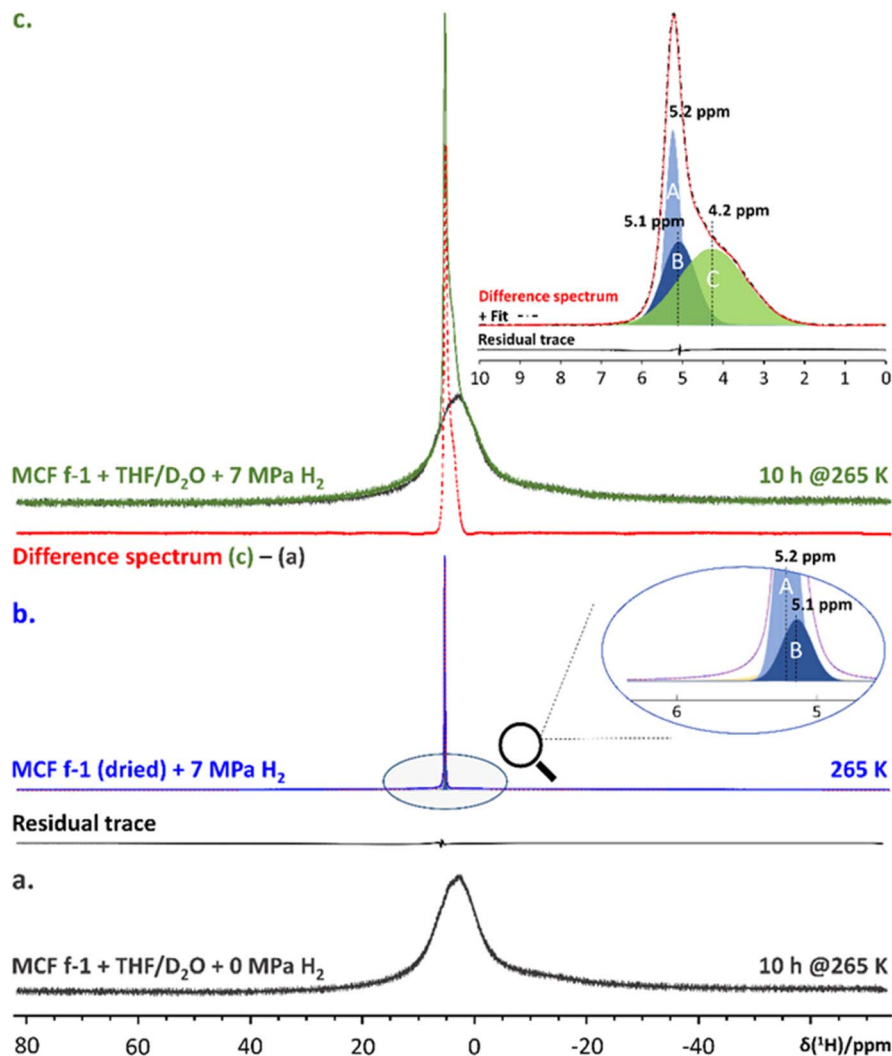 c.
5.2 ppm
A
5.1 ppm
4.2 ppm
B
C
Difference spectrum
+ Fit -·-
Residual trace
10 9 8 7 6 5 4 3 2 1 0
MCF f-1 + THF/D₂O + 7 MPa H₂ 10 h @265 K
Difference spectrum (c) – (a)
b.
5.2 ppm
A
5.1 ppm
B
6 5
MCF f-1 (dried) + 7 MPa H₂ 265 K
Residual trace
a.
MCF f-1 + THF/D₂O + 0 MPa H₂ 10 h @265 K
80 60 40 20 0 -20 -40 δ(¹H)/ppm